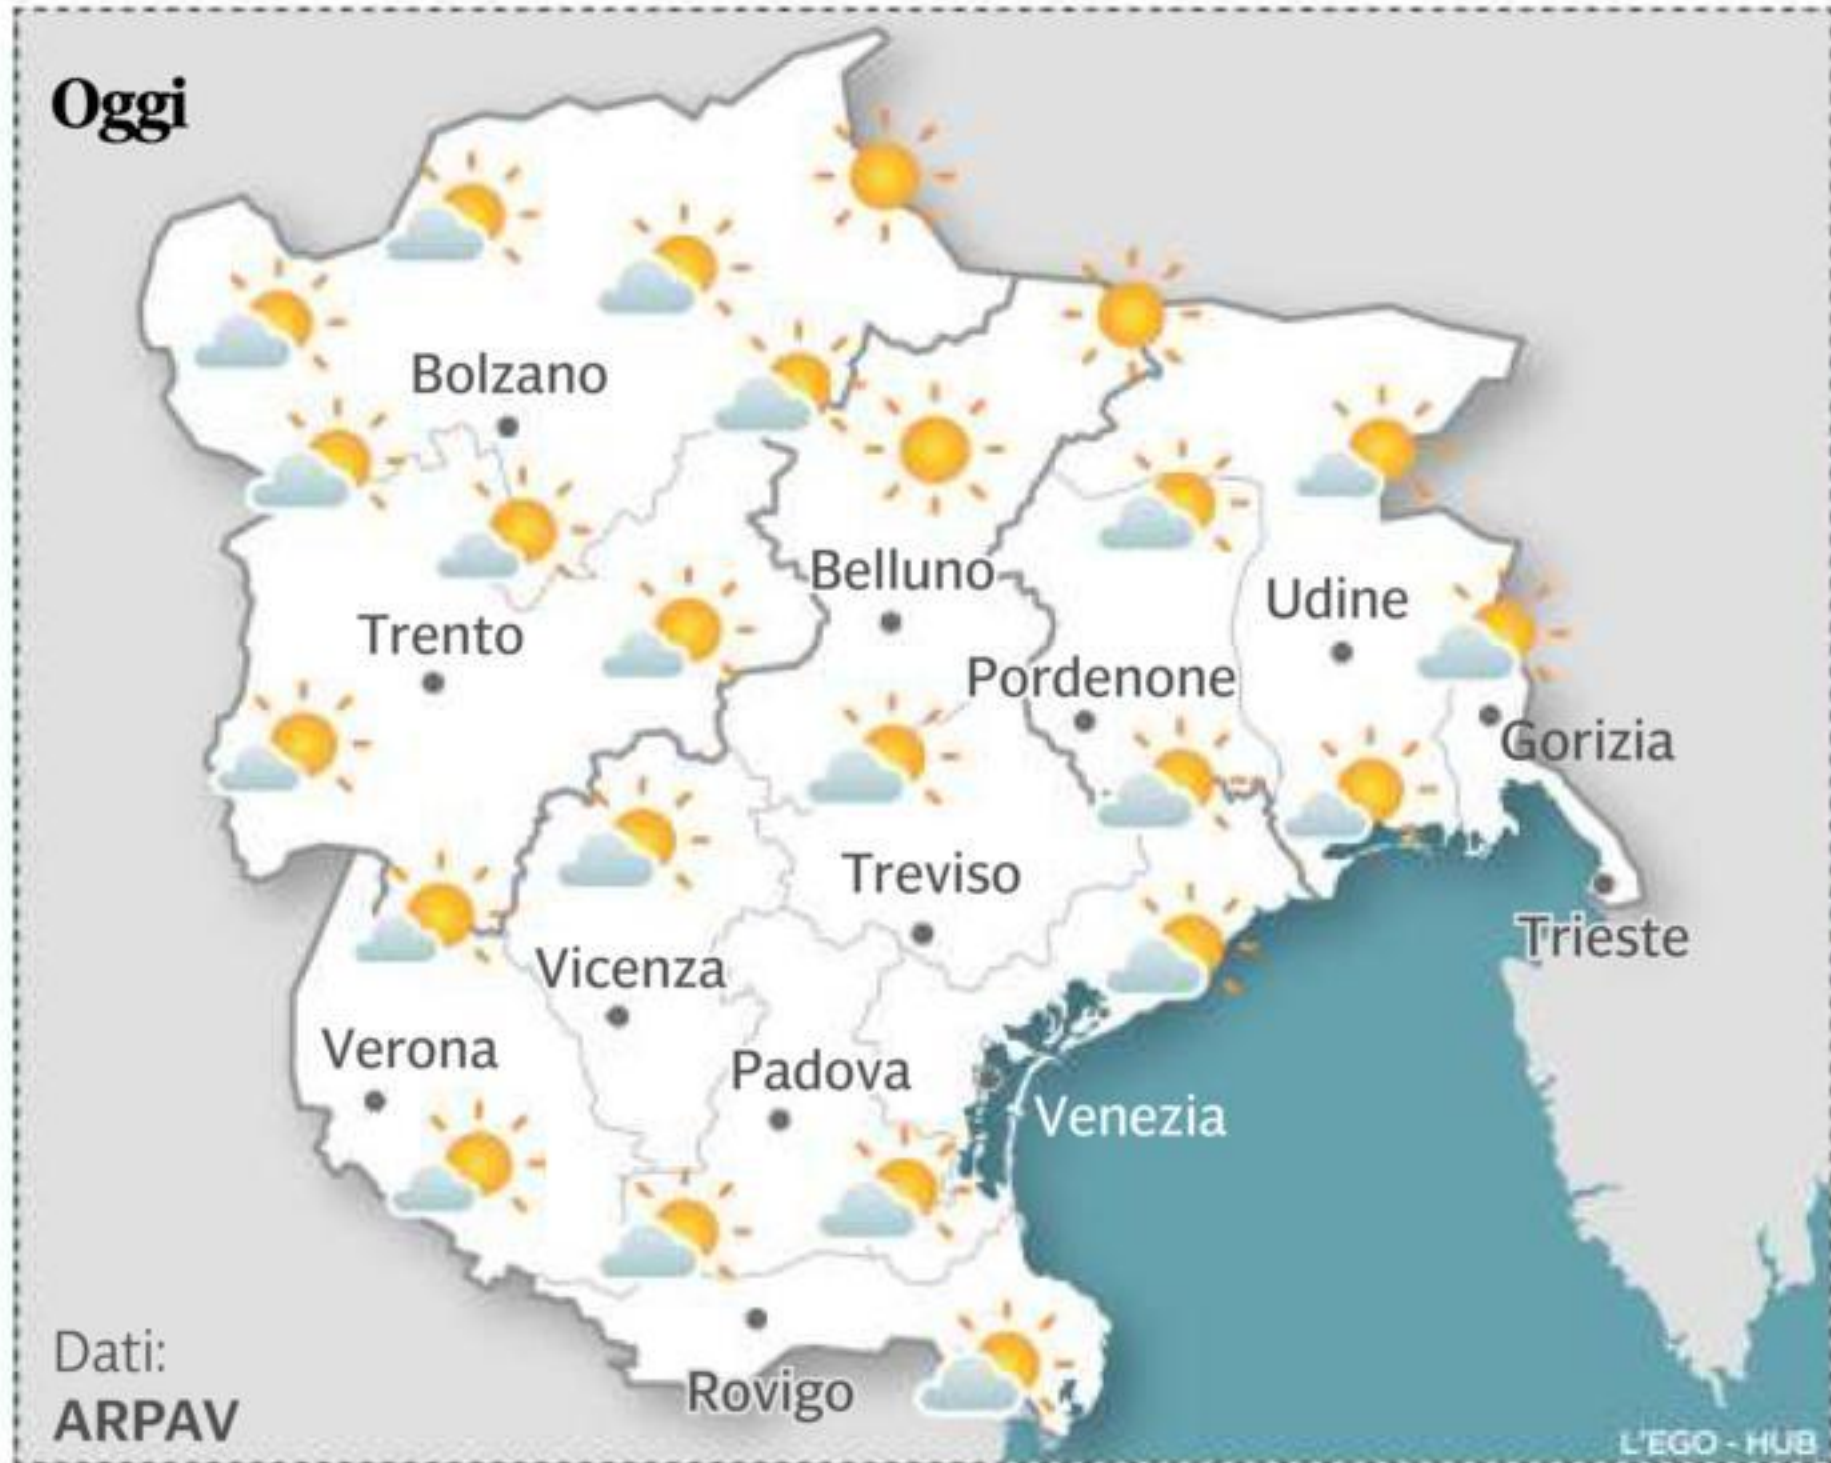 Oggi
Bolzano
Belluno
Udine
Trento
Pordenone
Gorizia
Treviso
Trieste
Vicenza
Verona
Padova
Venezia
Rovigo
Dati:
ARPAV
L'EGO - HUB